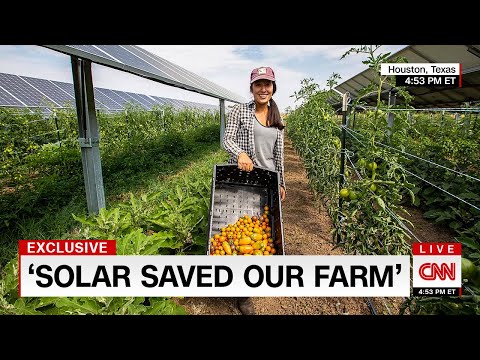 Houston, Texas
4:53 PM ET
EXCLUSIVE
LIVE
‘SOLAR SAVED OUR FARM’
CNN
4:53 PM ET